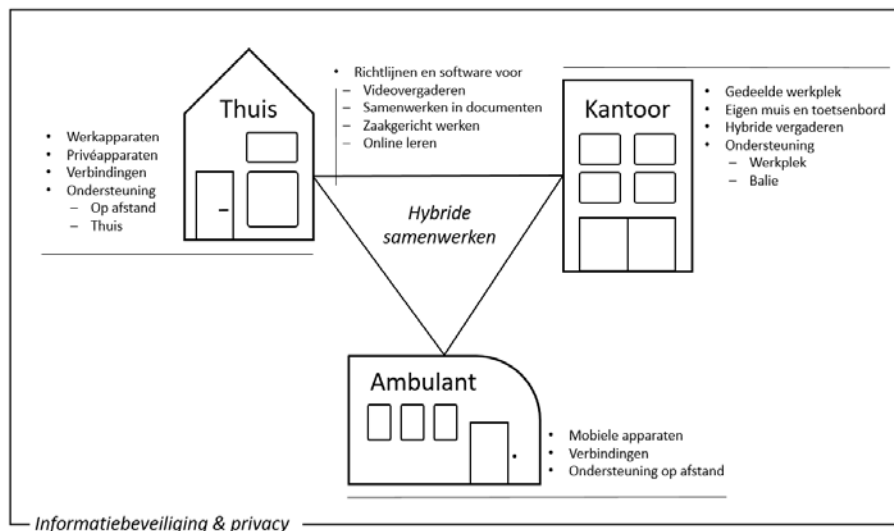 Thuis
• Werkapparaten
• Privéapparaten
• Verbindingen
• Ondersteuning
– Op afstand
– Thuis
• Richtlijnen en software voor
– Videovergaderen
– Samenwerken in documenten
– Zaakgericht werken
– Online leren
Kantoor
• Gedeelde werkplek
• Eigen muis en toetsenbord
• Hybride vergaderen
• Ondersteuning
– Werkplek
– Balie
Hybride
samenwerken
Ambulant
• Mobiele apparaten
• Verbindingen
• Ondersteuning op afstand
Informatiebeveiliging & privacy